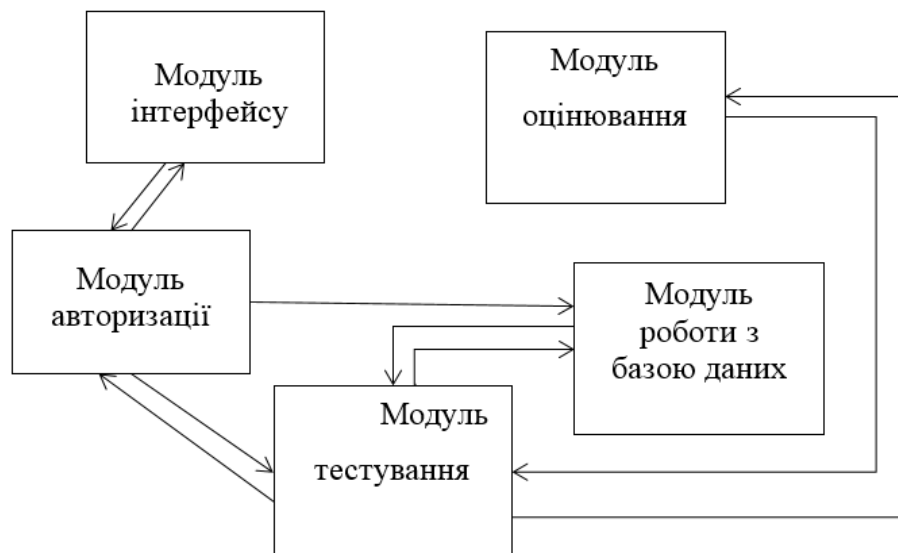 Модуль
інтерфейсу
Модуль
оцінювання
Модуль
авторизації
Модуль
роботи з
базою даних
Модуль
тестування